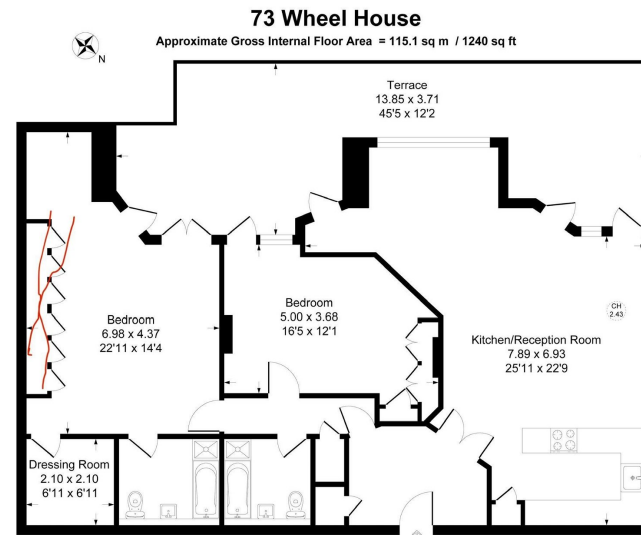 73 Wheel House
Approximate Gross Internal Floor Area = 115.1 sq m / 1240 sq ft
N
Terrace
13.85 x 3.71
45'5 x 12'2
Bedroom
6.98 x 4.37
22'11 x 14'4
Bedroom
5.00 x 3.68
16'5 x 12'1
CH
2.43
Kitchen/Reception Room
7.89 x 6.93
25'11 x 22'9
Dressing Room
2.10 x 2.10
6'11 x 6'11